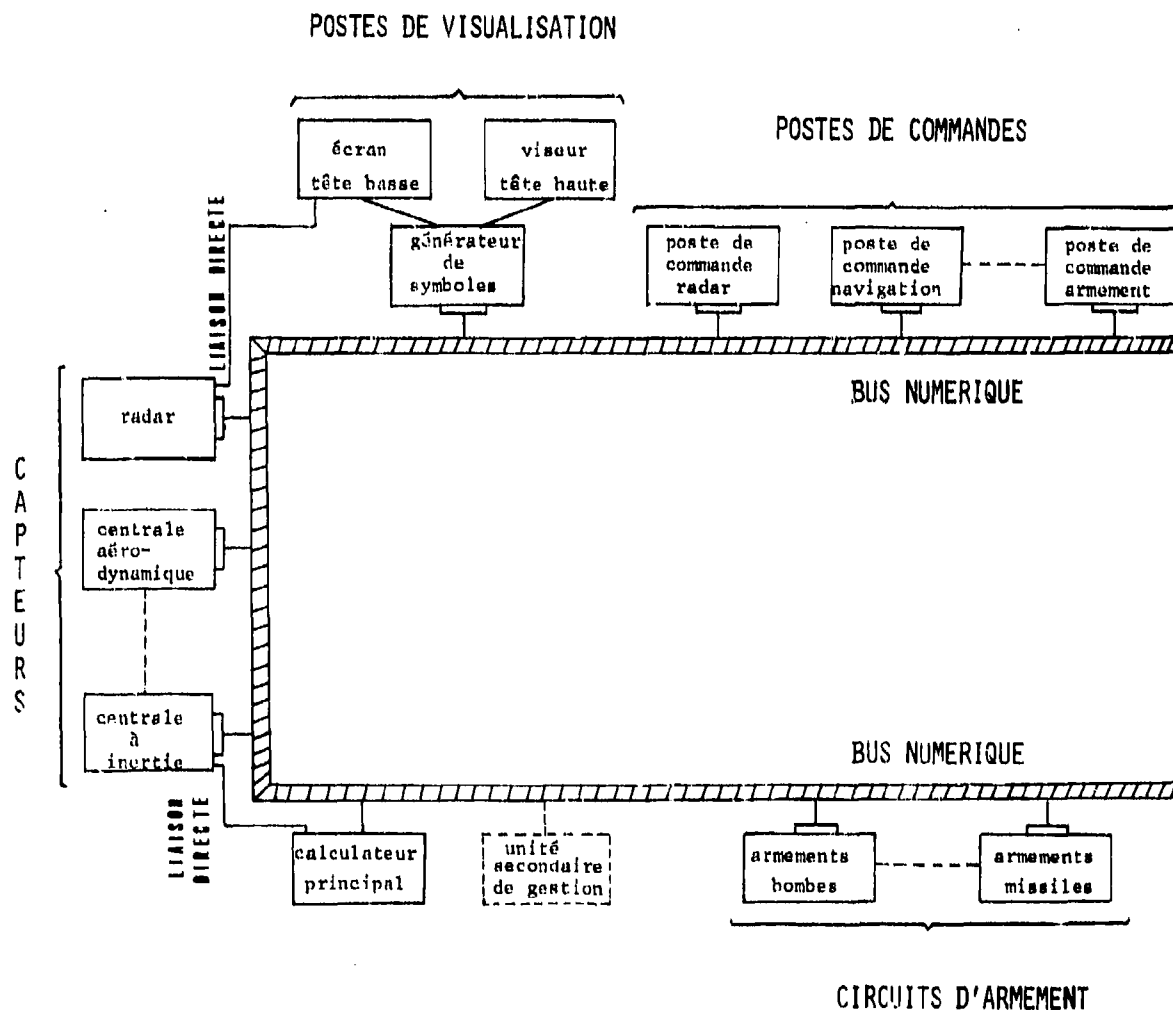 POSTES DE VISUALISATION
écran
tête basse
viseur
tête haute
générateur
de
symboles
POSTES DE COMMANDES
poste de
commande
radar
poste de
commande
navigation
poste de
commande
armement
LIAISON DIRECTE
BUS NUMERIQUE
CAPTEURS
radar
centrale
aéro-
dynamique
centrale
à
inertie
LIAISON
DIRECTE
BUS NUMERIQUE
calculateur
principal
unité
secondaire
de gestion
armements
bombes
armements
missiles
CIRCUITS D'ARMEMENT